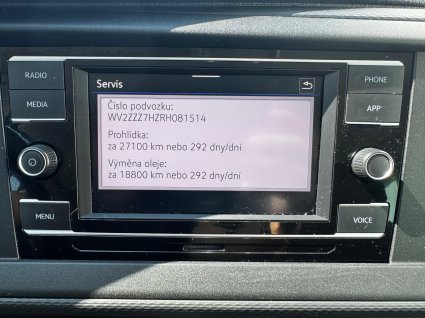 RADIO
MEDIA
MENU
Servis
Číslo podvozku:
WV2ZZZ7HZRH081514
Prohlídka:
za 27100 km nebo 292 dny/dní
Výměna oleje:
za 18800 km nebo 292 dny/dní
PHONE
APP
VOICE